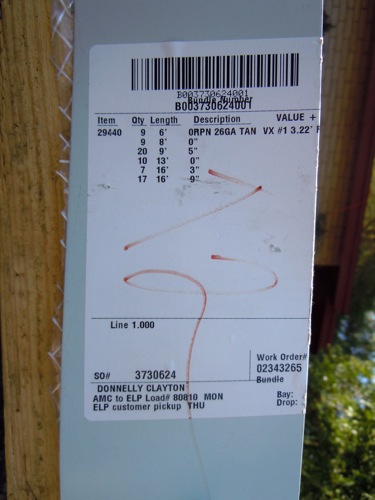 B003730624001
Bundle Number
B003730624001
VALUE +
Item Qty Length Description VX #1 3.22'
29440 9 6' 0" RPN 26GA TAN
9 8' 0"
20 9' 5"
10 13' 0"
7 16' 3"
17 16' 9"
Line 1.000
Work Order#
SO# 3730624 02343265
Bundle
DONNELLY CLAYTON
AMC to ELP Load# 80810 MON Bay:
ELP customer pickup THU Drop: